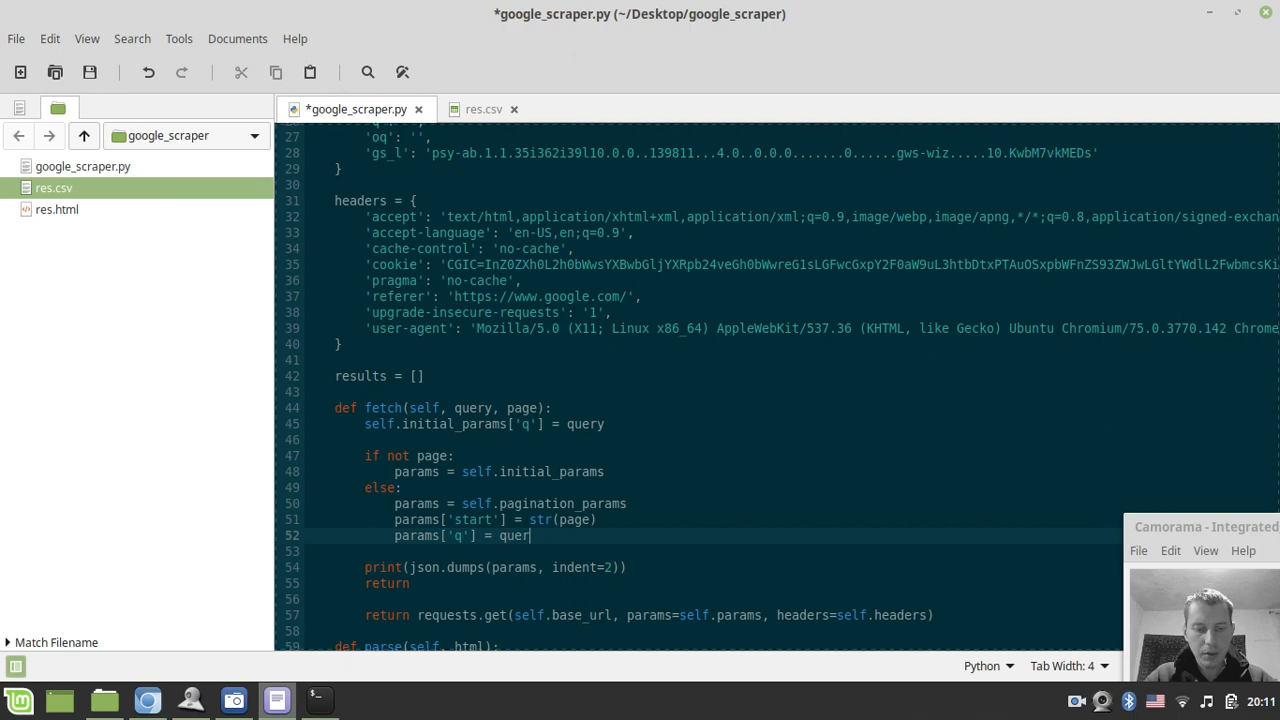 *google_scraper.py (~/Desktop/google_scraper)
File Edit View Search Tools Documents Help
*google_scraper.py res.csv
google_scraper
google_scraper.py
res.csv
res.html
27 'oq': '',
28 'gs_l': 'psy-ab.1.1.35i362i39l10.0.0..139811...4.0..0.0.0.......0......gws-wiz.....10.KwbM7vkMEDs'
29 }
30
31 headers = {
32 'accept': 'text/html,application/xhtml+xml,application/xml;q=0.9,image/webp,image/apng,*/*;q=0.8,application/signed-exchan
33 'accept-language': 'en-US,en;q=0.9',
34 'cache-control': 'no-cache',
35 'cookie': 'CGIC=InZ0ZXh0L2h0bWwsYXBwbGljYXRpb24veGh0bWwreG1sLGFwcGxpY2F0aW9uL3htbDtxPTAuOSxpbWFnZS93ZWJwLGltYWdlL2FwbmcsKi
36 'pragma': 'no-cache',
37 'referer': 'https://www.google.com/',
38 'upgrade-insecure-requests': '1',
39 'user-agent': 'Mozilla/5.0 (X11; Linux x86_64) AppleWebKit/537.36 (KHTML, like Gecko) Ubuntu Chromium/75.0.3770.142 Chrome
40 }
41
42 results = []
43
44 def fetch(self, query, page):
45 self.initial_params['q'] = query
46
47 if not page:
48 params = self.initial_params
49 else:
50 params = self.pagination_params
51 params['start'] = str(page)
52 params['q'] = quer
53
54 print(json.dumps(params, indent=2))
55 return
56
57 return requests.get(self.base_url, params=self.params, headers=self.headers)
58
59 def parse(self, html):
Camorama - Integrated
File Edit View Help
Match Filename
Python Tab Width: 4
20:11